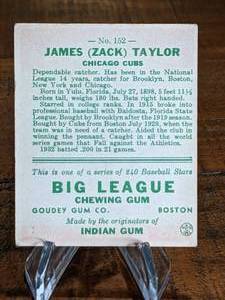 — No. 152 —
JAMES (ZACK) TAYLOR
CHICAGO CUBS
Dependable catcher. Has been in the National
League 14 years, catcher for Brooklyn, Boston,
New York and Chicago.
Born in Yulu, Florida, July 27, 1898, 5 feet 11½
inches tall, weighs 180 lbs. Bats right handed.
Starred in college ranks. In 1915 broke into
professional baseball with Valdosta, Florida State
League. Bought by Brooklyn after the 1919 season.
Bought by Cubs from Boston July 1929, when the
team was in need of a catcher. Aided the club in
winning the pennant. Caught in all the world
series games that Fall against the Athletics.
1932 batted .200 in 21 games.
This is one of a series of 240 Baseball Stars
BIG LEAGUE
CHEWING GUM
GOUDEY GUM CO. BOSTON
Made by the originators of
INDIAN GUM